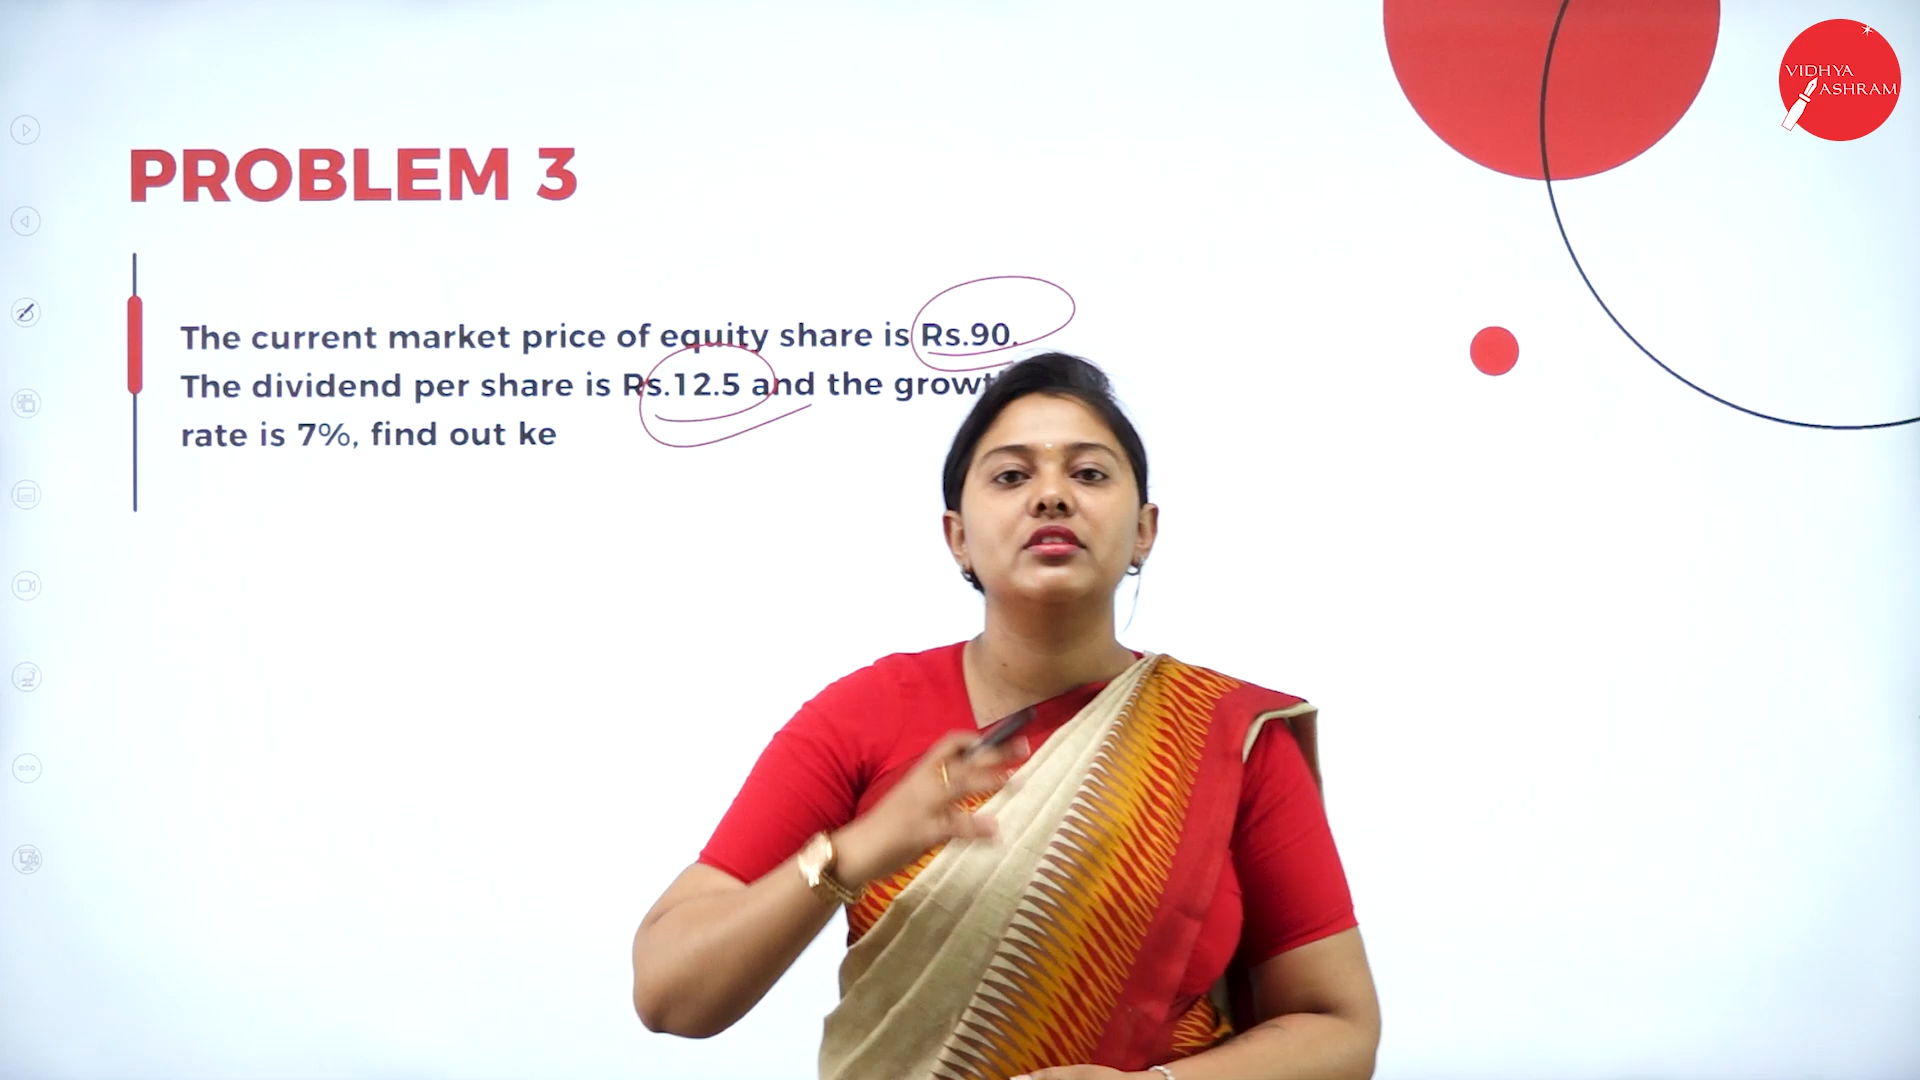 VIDHYA
ASHRAM
PROBLEM 3
The current market price of equity share is Rs.90.
The dividend per share is Rs.12.5 and the
rate is 7%, find out ke